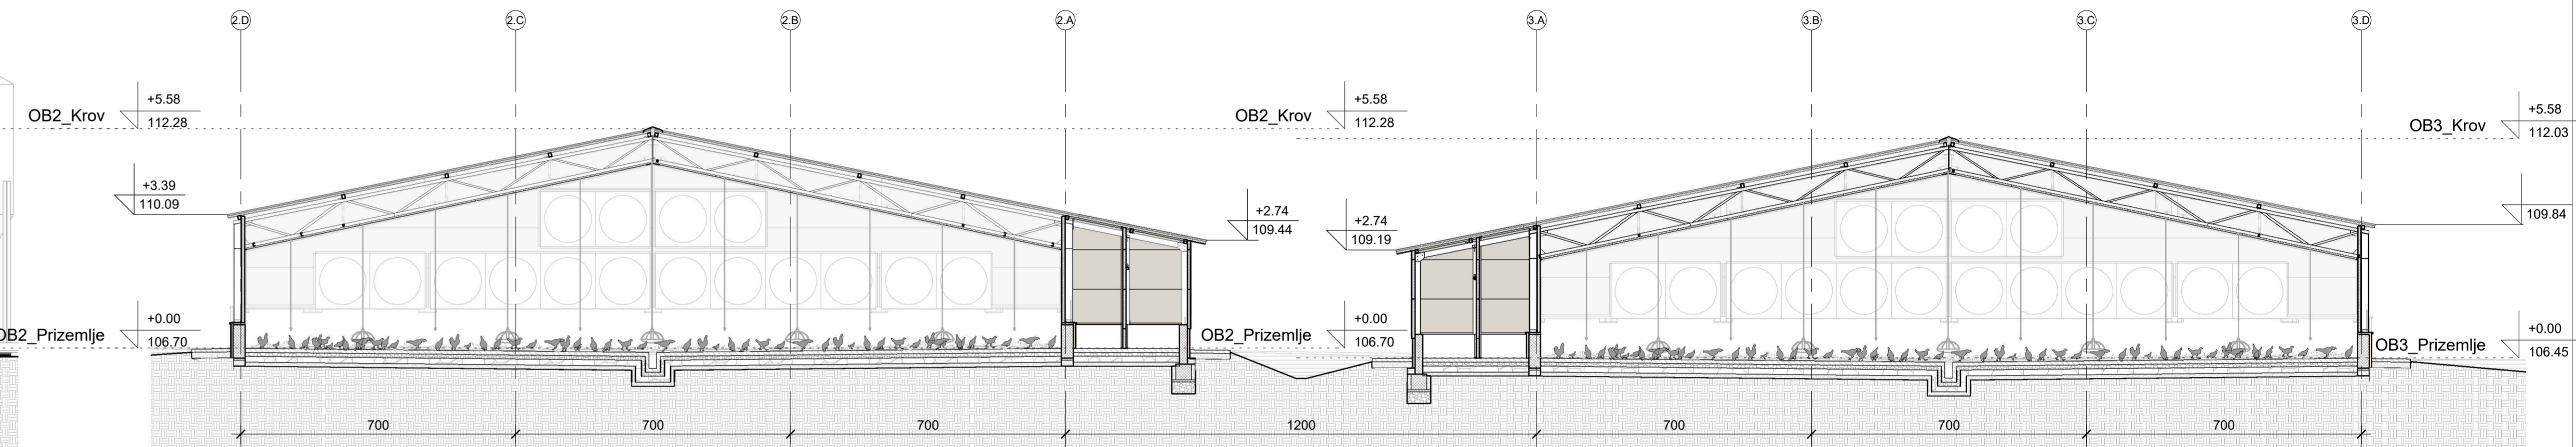 2.D
2.C
2.B
2.A
3.A
3.B
3.C
3.D
OB2_Krov
+5.58
112.28
OB2_Krov
+5.58
112.28
OB3_Krov
+5.58
112.03
+3.39
110.09
+2.74
109.44
+2.74
109.19
109.84
OB2_Prizemlje
+0.00
106.70
OB2_Prizemlje
+0.00
106.70
OB3_Prizemlje
+0.00
106.45
700
700
700
1200
700
700
700